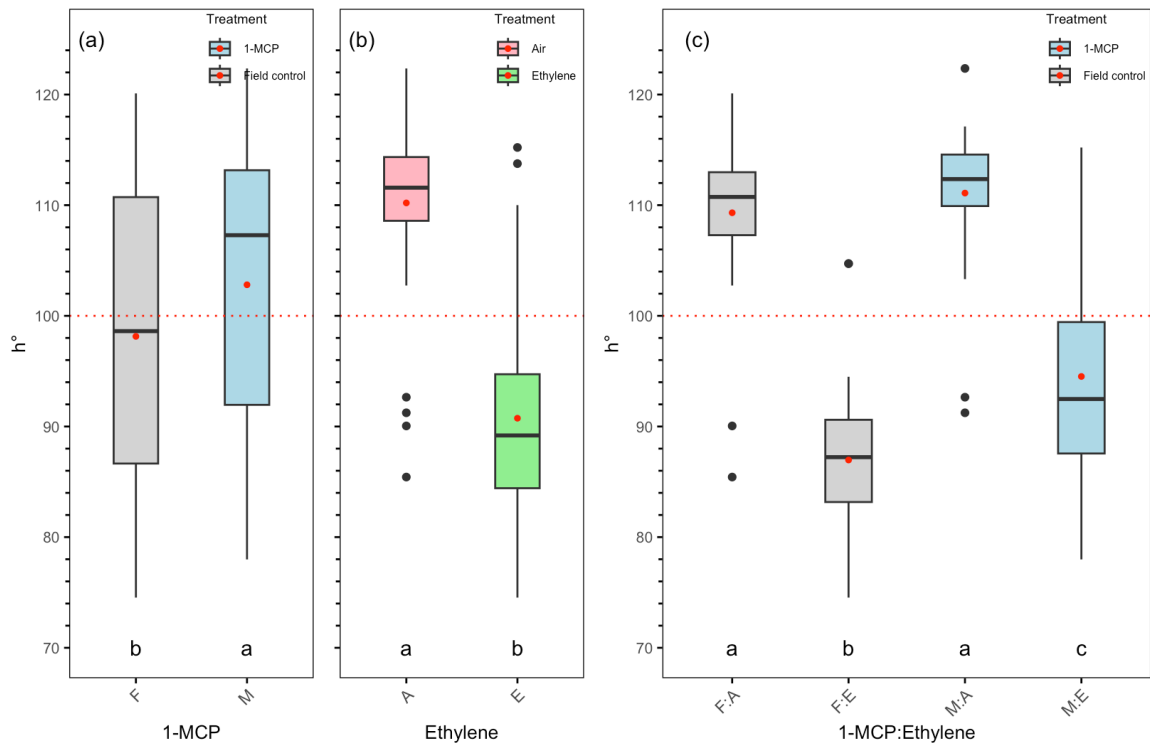 (a)
Treatment
1-MCP
Field control
(b)
Treatment
Air
Ethylene
(c)
Treatment
1-MCP
Field control
h°
120
110
100
90
80
70
b
a
F
M
1-MCP
h°
a
b
A
E
Ethylene
h°
120
110
100
90
80
70
a
b
a
c
F:A
F:E
M:A
M:E
1-MCP:Ethylene